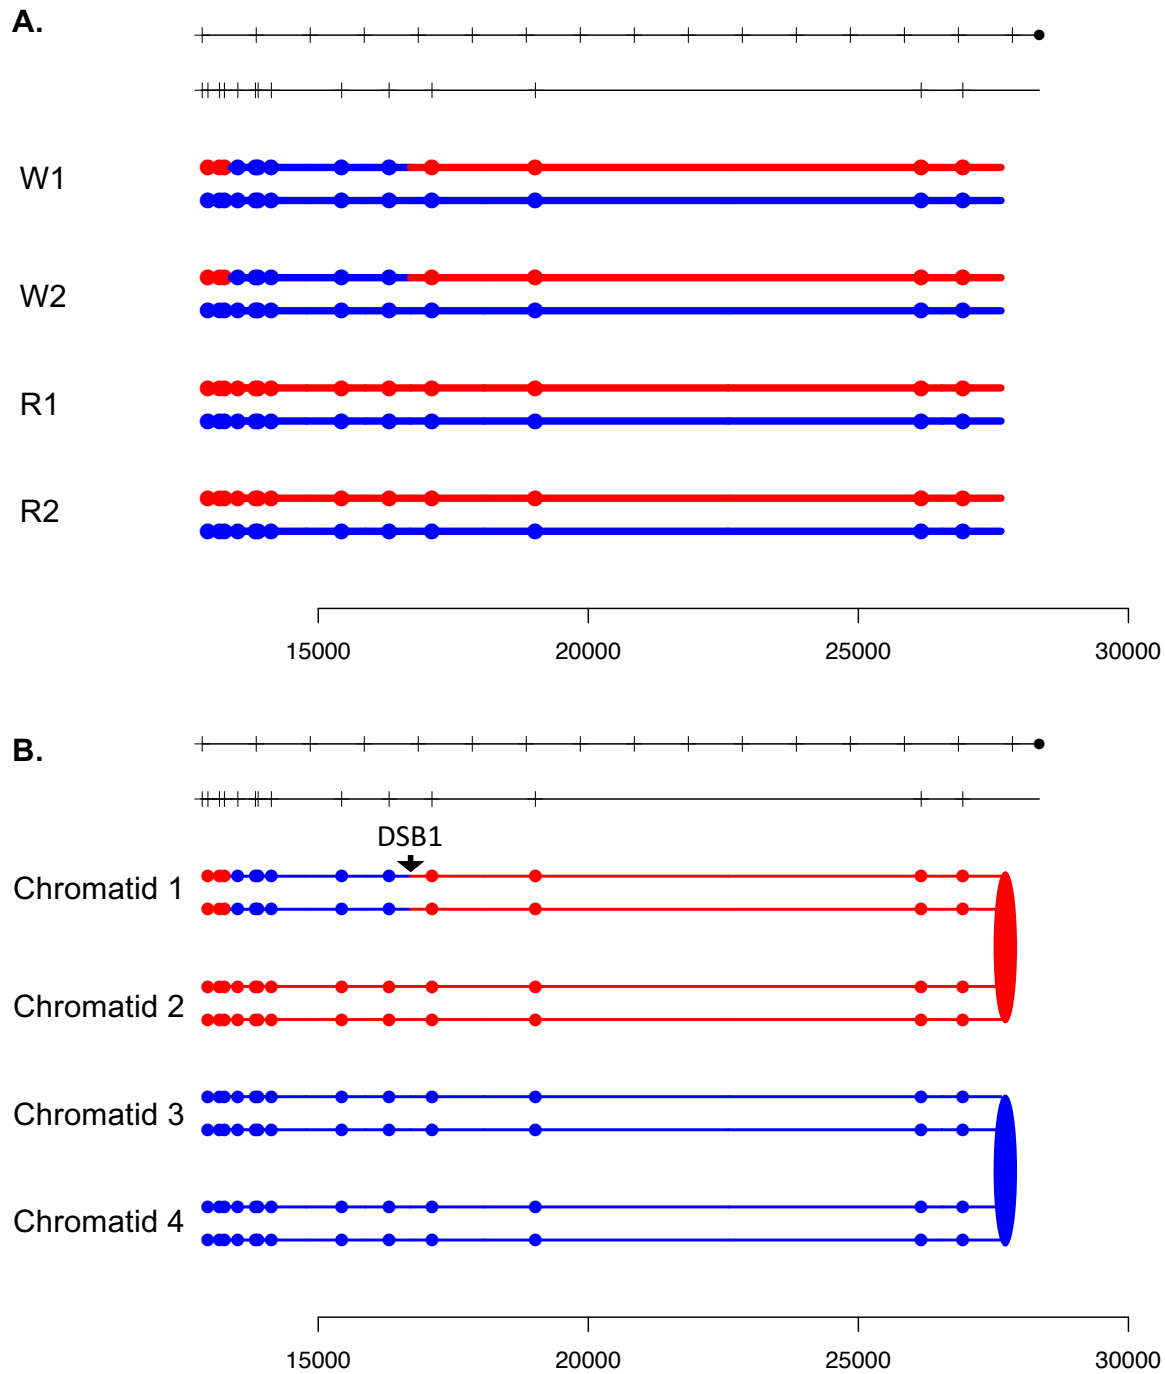 A.
W1
W2
R1
R2
15000 20000 25000 30000
B.
DSB1
Chromatid 1
Chromatid 2
Chromatid 3
Chromatid 4
15000 20000 25000 30000